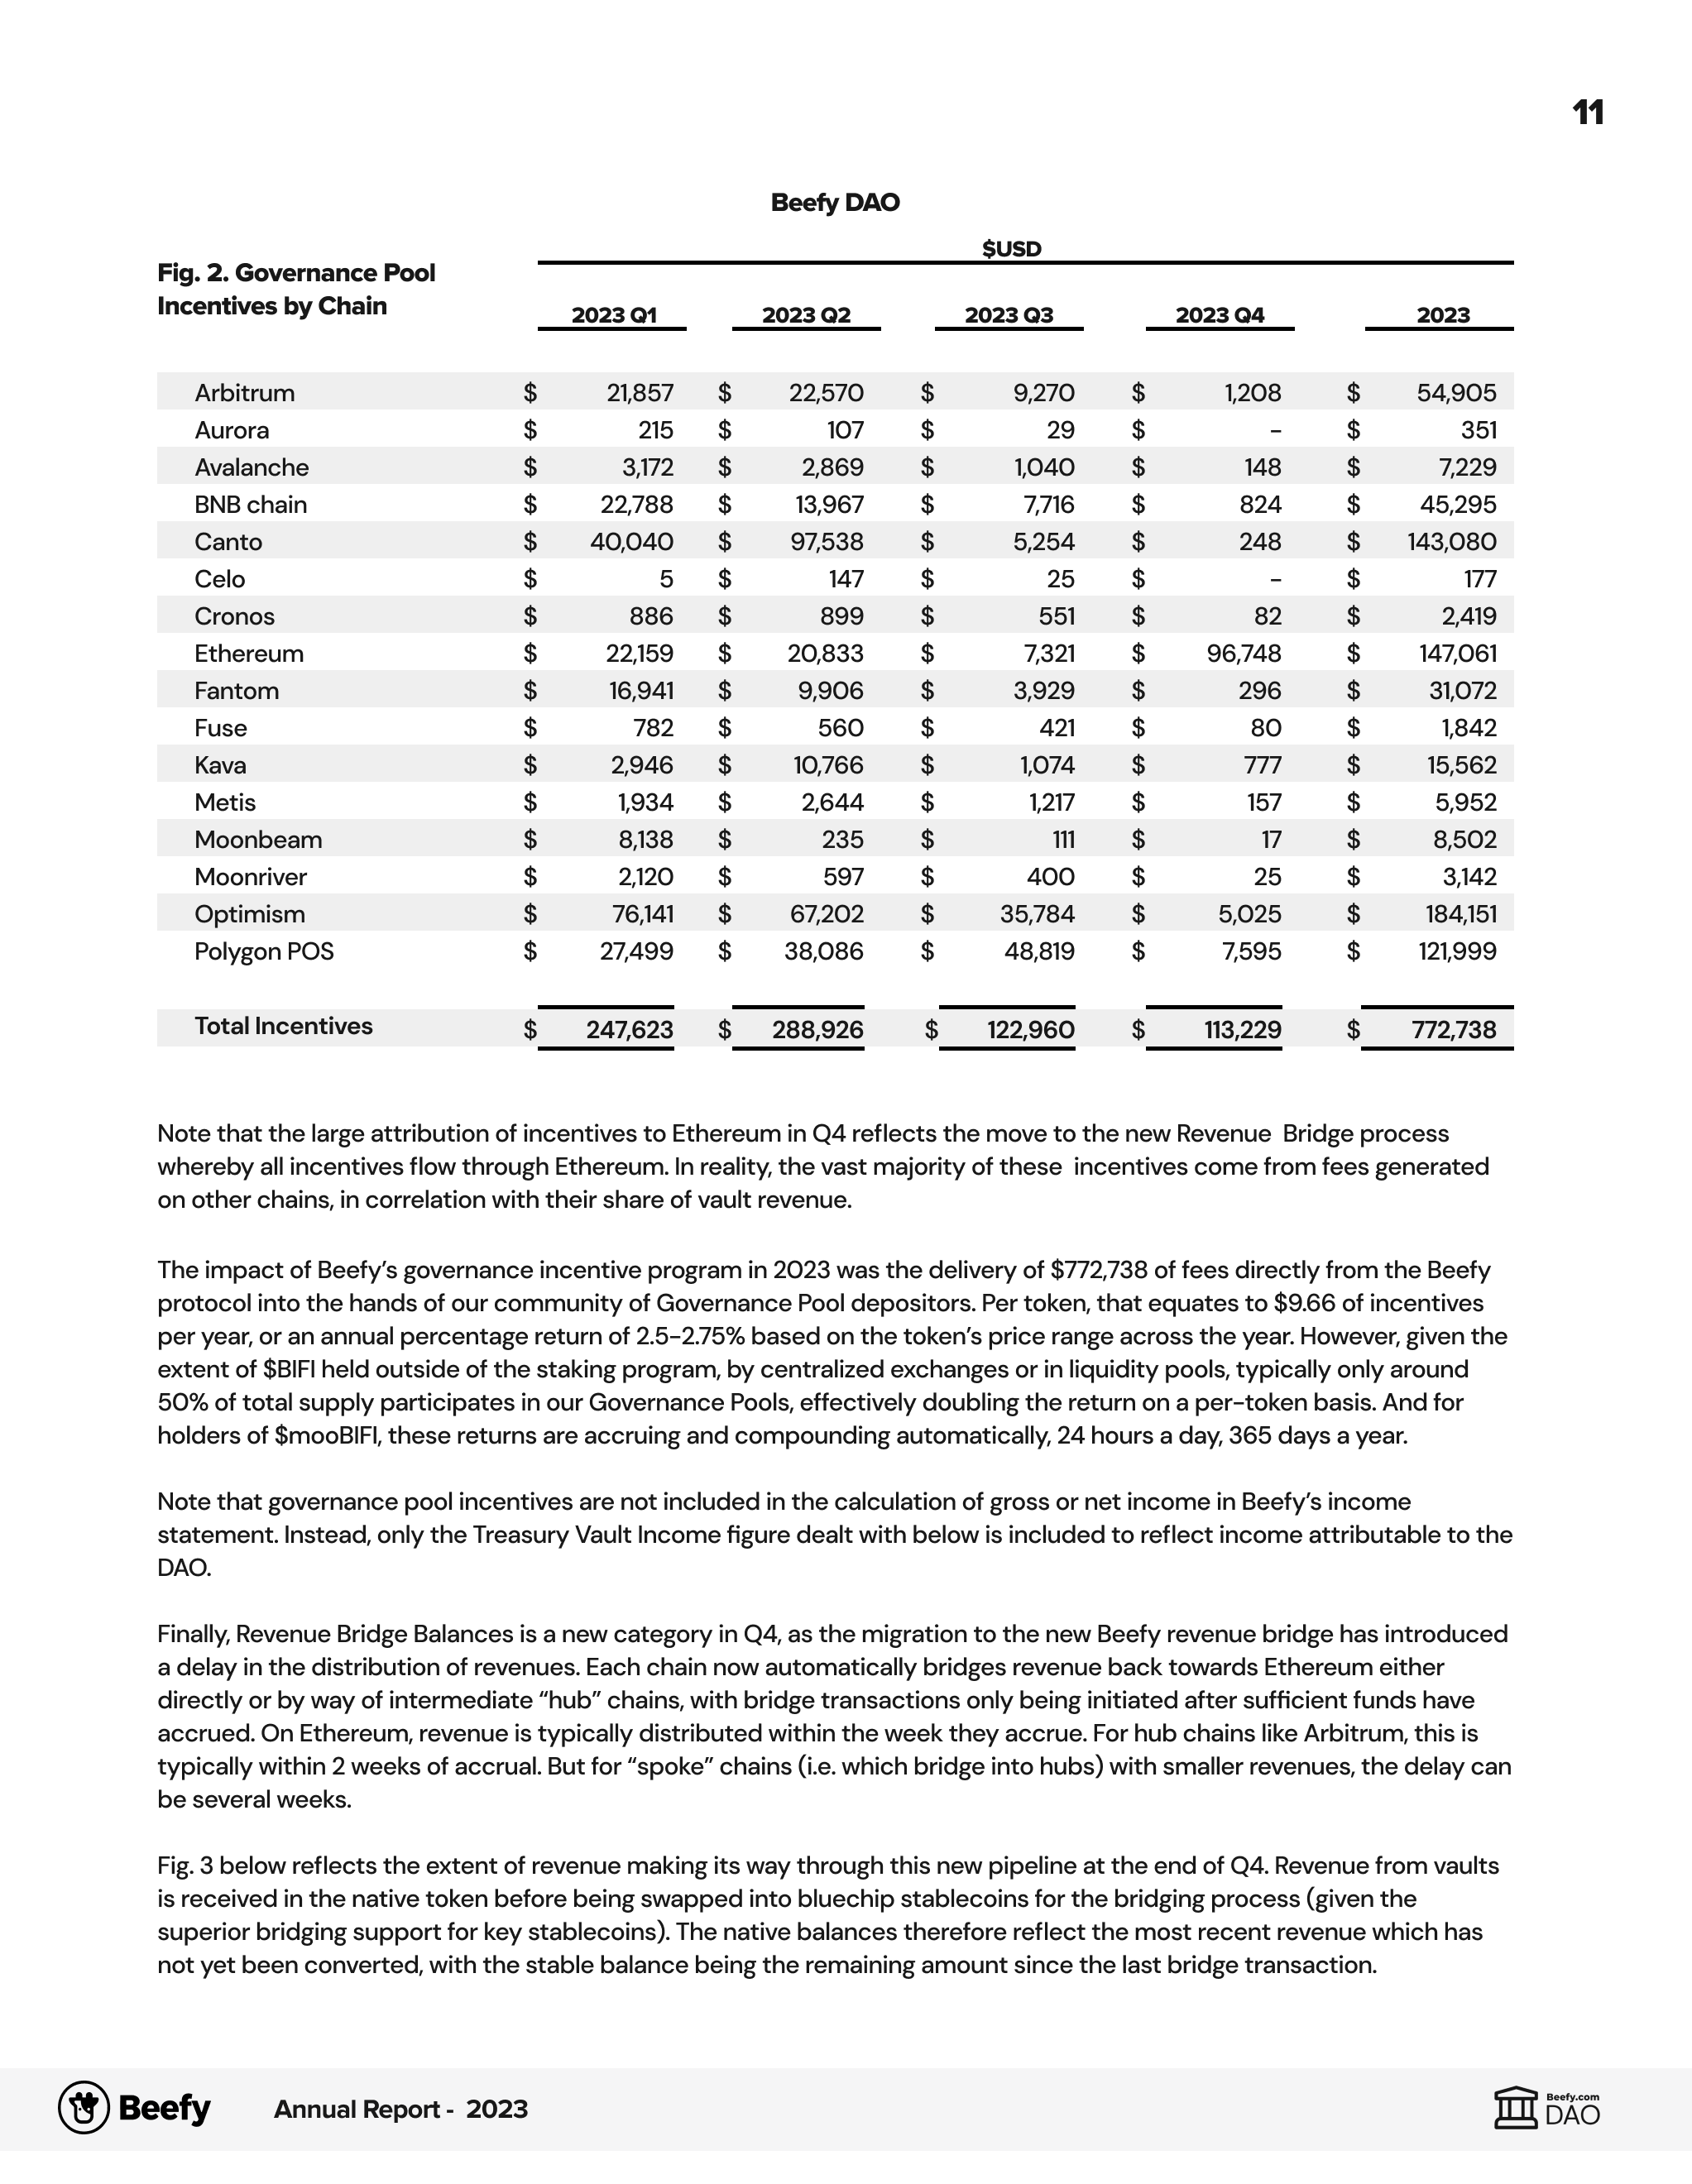 11
Beefy DAO
$USD
Fig. 2. Governance Pool
Incentives by Chain
2023 Q1 2023 Q2 2023 Q3 2023 Q4 2023
Arbitrum $ 21,857 $ 22,570 $ 9,270 $ 1,208 $ 54,905
Aurora $ 215 $ 107 $ 29 $ – $ 351
Avalanche $ 3,172 $ 2,869 $ 1,040 $ 148 $ 7,229
BNB chain $ 22,788 $ 13,967 $ 7,716 $ 824 $ 45,295
Canto $ 40,040 $ 97,538 $ 5,254 $ 248 $ 143,080
Celo $ 5 $ 147 $ 25 $ – $ 177
Cronos $ 886 $ 899 $ 551 $ 82 $ 2,419
Ethereum $ 22,159 $ 20,833 $ 7,321 $ 96,748 $ 147,061
Fantom $ 16,941 $ 9,906 $ 3,929 $ 296 $ 31,072
Fuse $ 782 $ 560 $ 421 $ 80 $ 1,842
Kava $ 2,946 $ 10,766 $ 1,074 $ 777 $ 15,562
Metis $ 1,934 $ 2,644 $ 1,217 $ 157 $ 5,952
Moonbeam $ 8,138 $ 235 $ 111 $ 17 $ 8,502
Moonriver $ 2,120 $ 597 $ 400 $ 25 $ 3,142
Optimism $ 76,141 $ 67,202 $ 35,784 $ 5,025 $ 184,151
Polygon POS $ 27,499 $ 38,086 $ 48,819 $ 7,595 $ 121,999
Total Incentives $ 247,623 $ 288,926 $ 122,960 $ 113,229 $ 772,738
Note that the large attribution of incentives to Ethereum in Q4 reflects the move to the new Revenue Bridge process
whereby all incentives flow through Ethereum. In reality, the vast majority of these incentives come from fees generated
on other chains, in correlation with their share of vault revenue.
The impact of Beefy's governance incentive program in 2023 was the delivery of $772,738 of fees directly from the Beefy
protocol into the hands of our community of Governance Pool depositors. Per token, that equates to $9.66 of incentives
per year, or an annual percentage return of 2.5–2.75% based on the token's price range across the year. However, given the
extent of $BIFI held outside of the staking program, by centralized exchanges or in liquidity pools, typically only around
50% of total supply participates in our Governance Pools, effectively doubling the return on a per-token basis. And for
holders of $mooBIFI, these returns are accruing and compounding automatically, 24 hours a day, 365 days a year.
Note that governance pool incentives are not included in the calculation of gross or net income in Beefy's income
statement. Instead, only the Treasury Vault Income figure dealt with below is included to reflect income attributable to the
DAO.
Finally, Revenue Bridge Balances is a new category in Q4, as the migration to the new Beefy revenue bridge has introduced
a delay in the distribution of revenues. Each chain now automatically bridges revenue back towards Ethereum either
directly or by way of intermediate “hub” chains, with bridge transactions only being initiated after sufficient funds have
accrued. On Ethereum, revenue is typically distributed within the week they accrue. For hub chains like Arbitrum, this is
typically within 2 weeks of accrual. But for “spoke” chains (i.e. which bridge into hubs) with smaller revenues, the delay can
be several weeks.
Fig. 3 below reflects the extent of revenue making its way through this new pipeline at the end of Q4. Revenue from vaults
is received in the native token before being swapped into bluechip stablecoins for the bridging process (given the
superior bridging support for key stablecoins). The native balances therefore reflect the most recent revenue which has
not yet been converted, with the stable balance being the remaining amount since the last bridge transaction.
Beefy Annual Report - 2023
Beefy.com
DAO